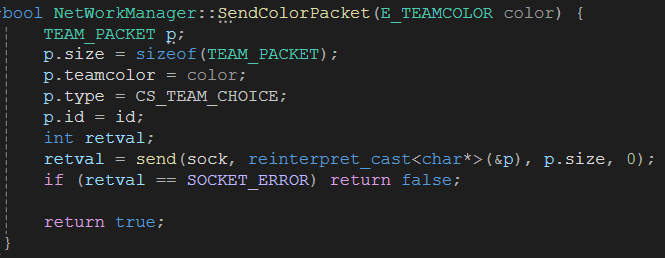 bool NetWorkManager::SendColorPacket(E_TEAMCOLOR color) {
TEAM_PACKET p;
p.size = sizeof(TEAM_PACKET);
p.teamcolor = color;
p.type = CS_TEAM_CHOICE;
p.id = id;
int retval;
retval = send(sock, reinterpret_cast<char*>(&p), p.size, 0);
if (retval == SOCKET_ERROR) return false;
return true;
}